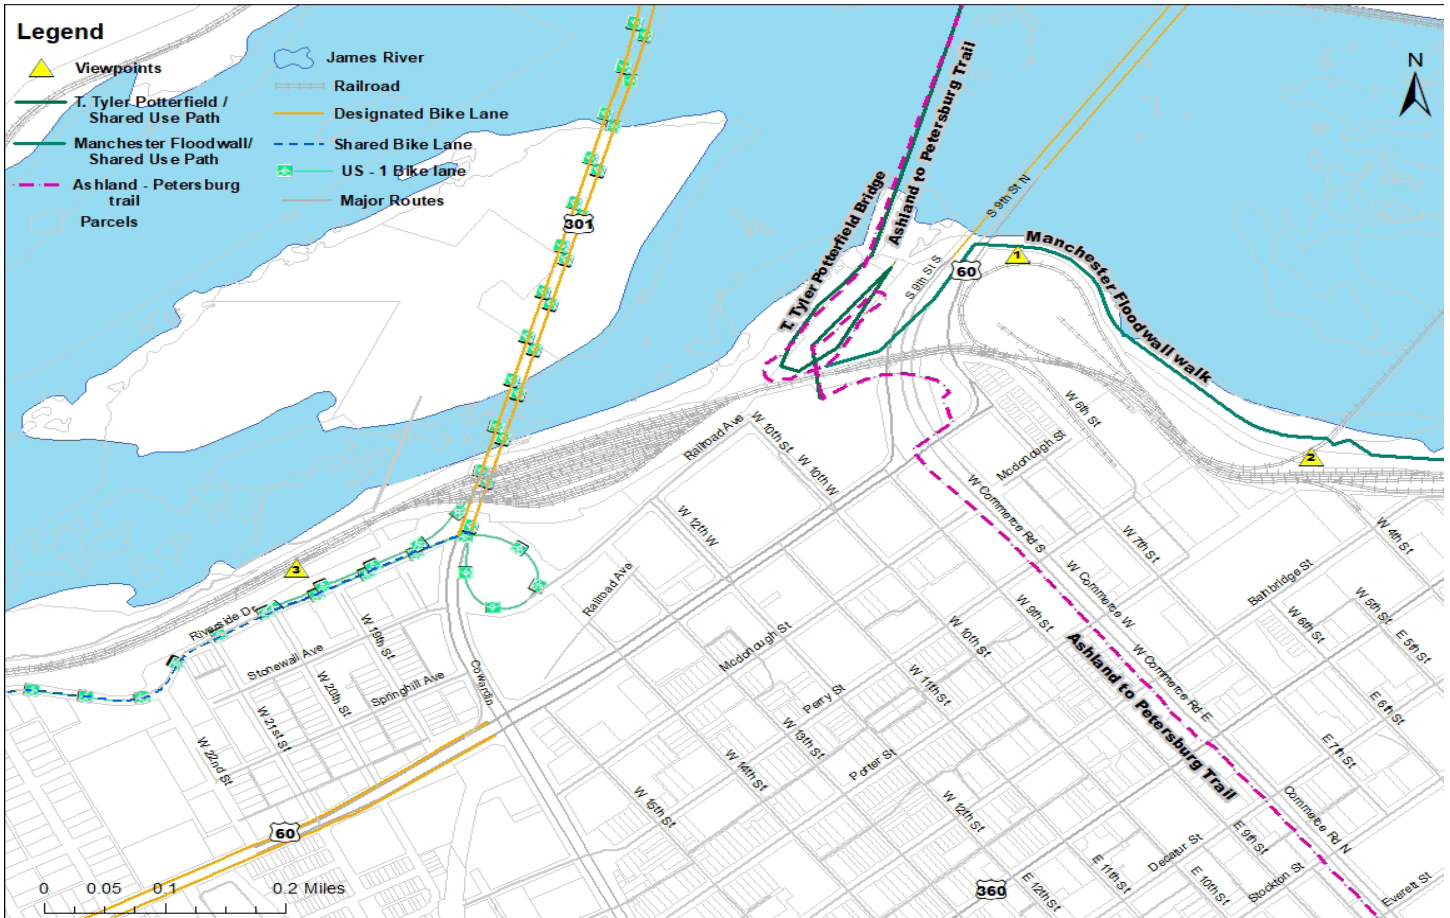 Legend
Viewpoints
T. Tyler Potterfield /
Shared Use Path
Manchester Floodwall/
Shared Use Path
Ashland - Petersburg
trail
Parcels
James River
Railroad
Designated Bike Lane
Shared Bike Lane
US - 1 Bike lane
Major Routes
N
301
Ashland to Petersburg Trail
T. Tyler Potterfield Bridge
S 9th St N
S 9th St S
60
1
Manchester Floodwall walk
2
3
Railroad Ave
W 10th St
W 10th W
W 6th St
Mcdonough St
W Commerce Rd S
W 7th St
W 4th St
Bainbridge St
W 12th W
Railroad Ave
W Commerce W
W 9th St
W 10th St
W 6th St
W 5th St
E 5th St
Riverside Dr
W 19th St
Stonewall Ave
W 20th St
Springhill Ave
W 21st St
W 22nd St
Cowardin
Mcdonough St
Perry St
W 11th St
W 13th St
W 14th St
Porter St
W 15th St
W 12th St
Ashland to Petersburg Trail
W Commerce Rd E
E 6th St
E 7th St
Commerce Rd N
60
360
Decatur St
E 9th St
E 11th St
E 10th St
E 12th St
Stockton St
Everett St
0 0.05 0.1 0.2 Miles